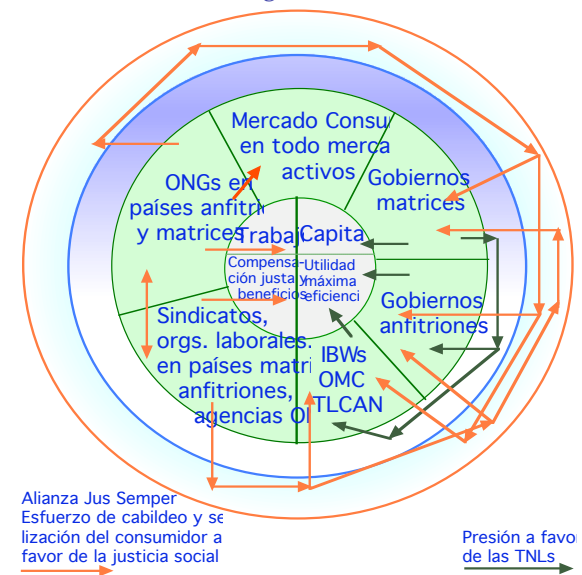 Mercado Consu
en todo merca
activos
Gobiernos
matrices
ONGs en
países anfitri
y matrices
Trabaj
Capita
Compensa-
ción justa y
beneficios
Utilidad
máxima
eficienci
Gobiernos
anfitriones
Sindicatos,
orgs. laborales.
en países matri
anfitriones,
agencias OI
IBWs
OMC
TLCAN
Alianza Jus Semper
Esfuerzo de cabildeo y se
lización del consumidor a
favor de la justicia social
Presión a favor
de las TNLs